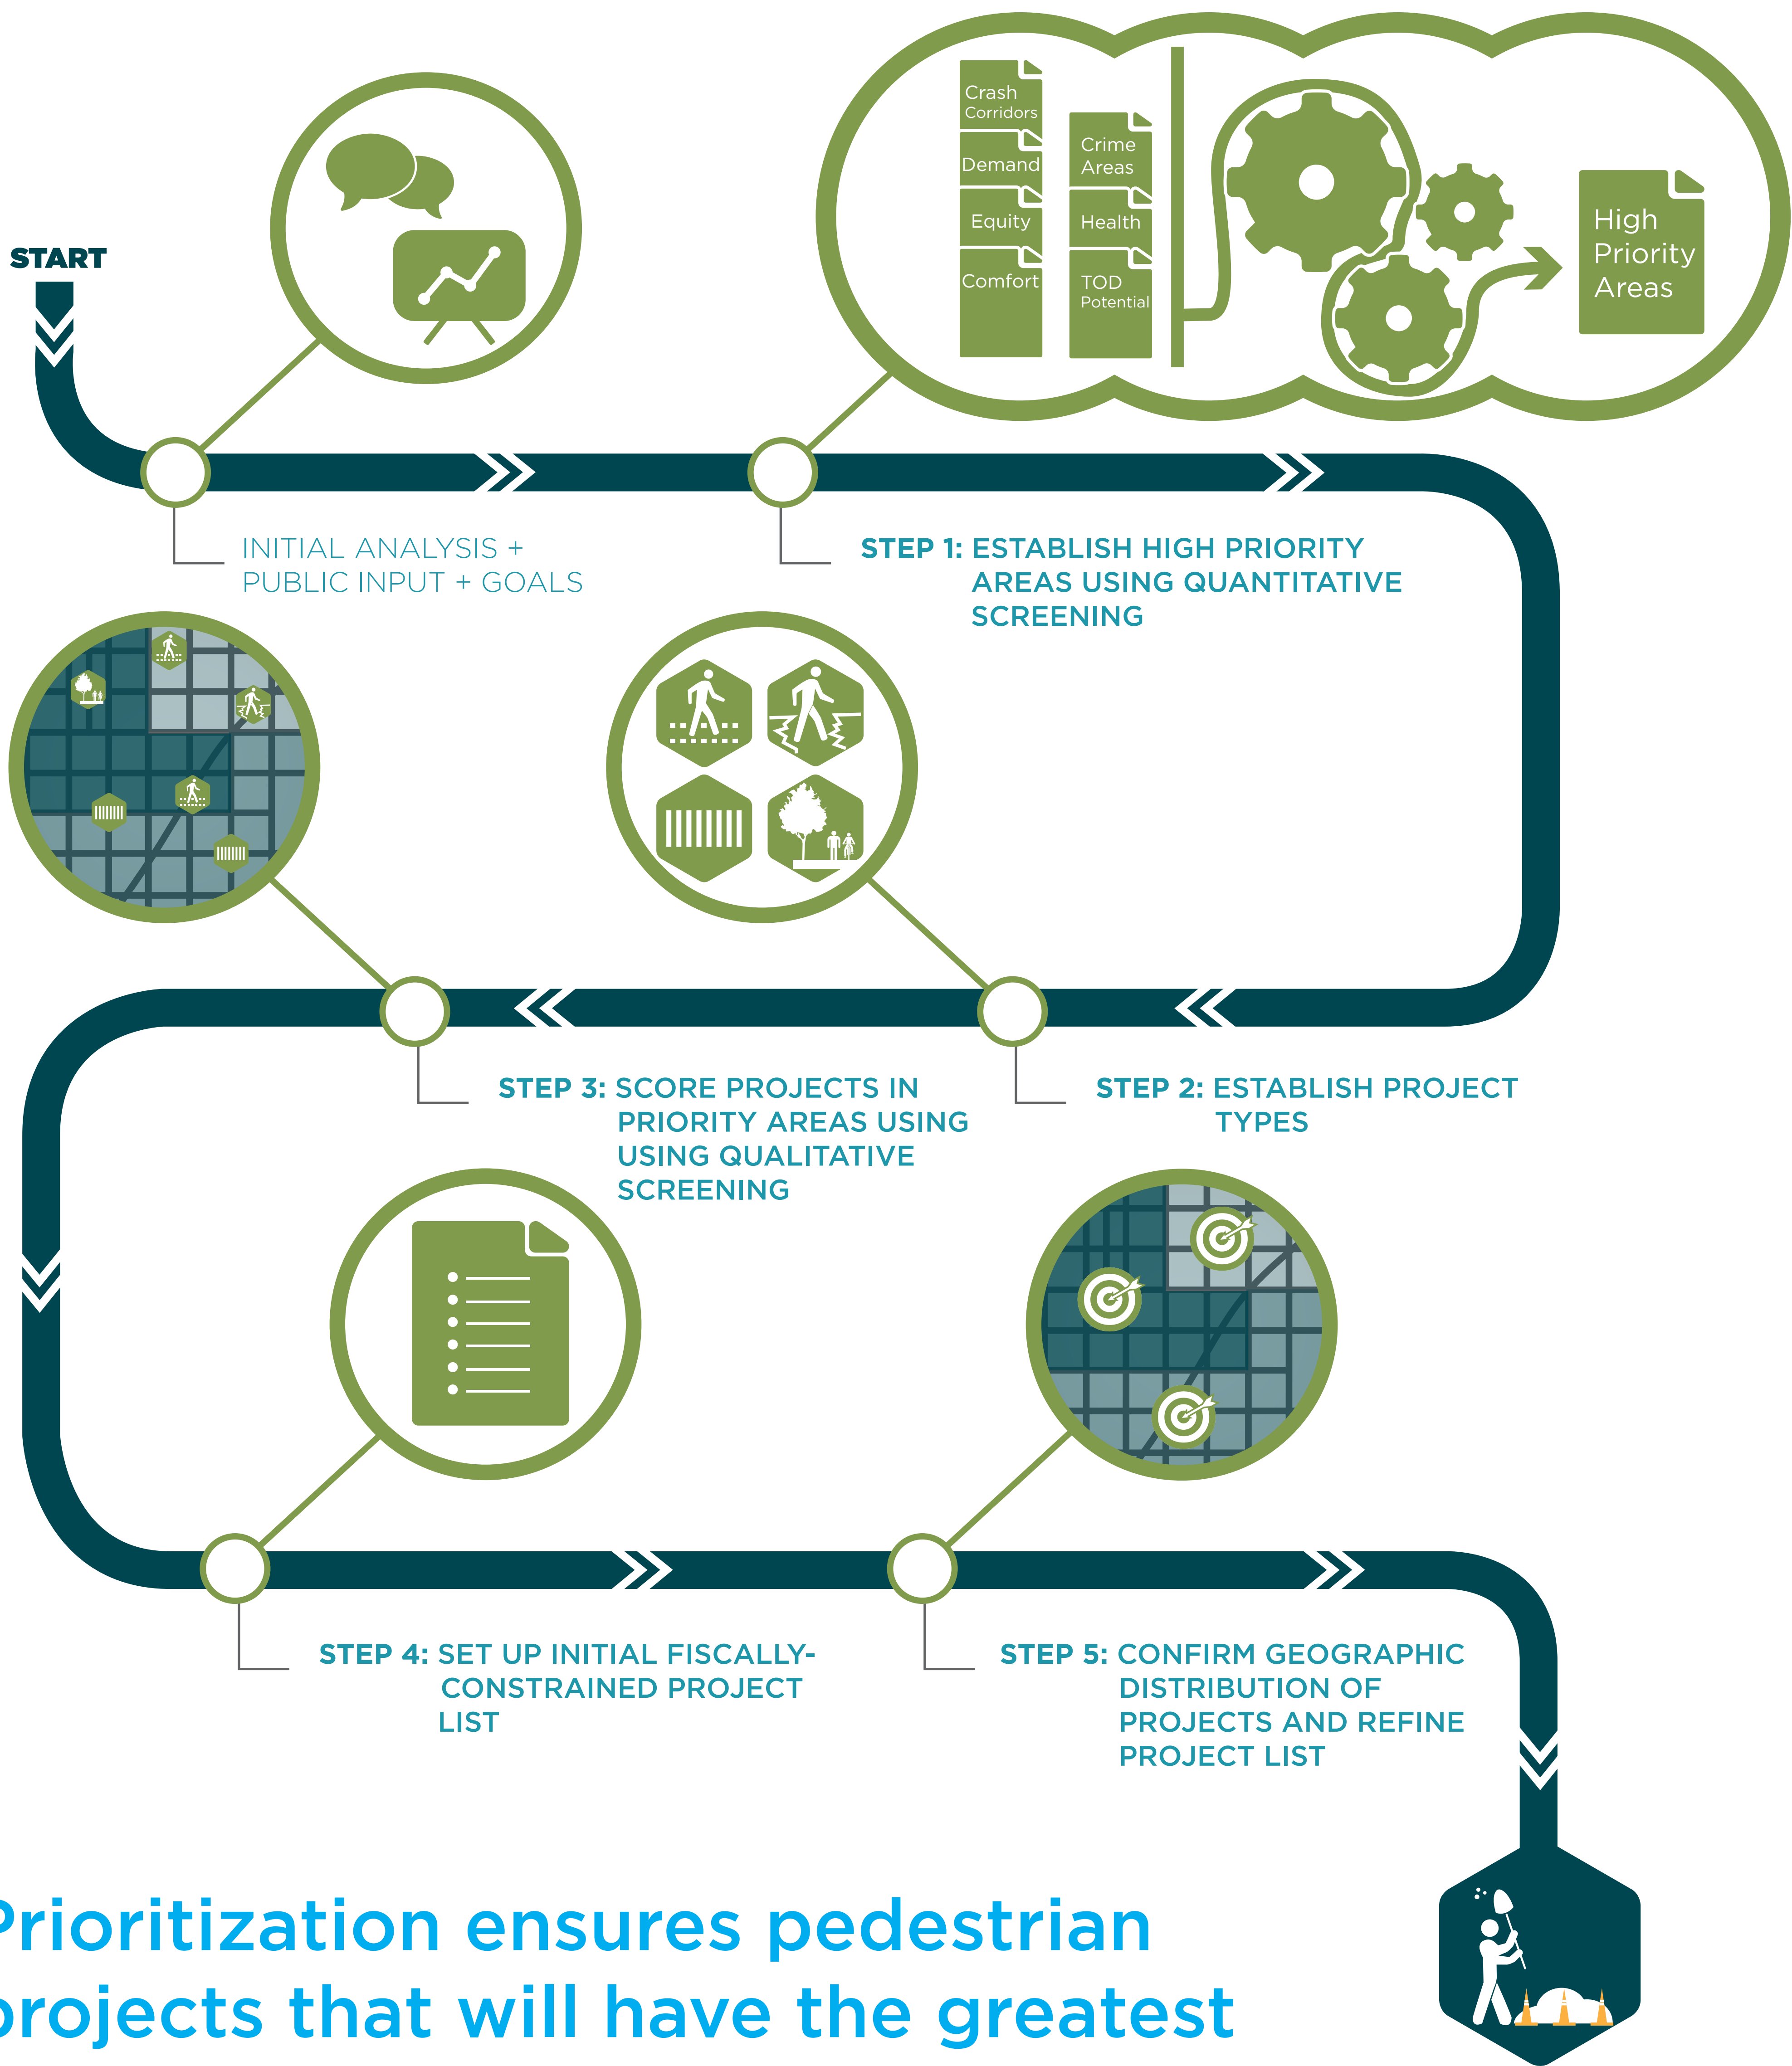 START
Crash
Corridors
Demand
Equity
Comfort
Crime
Areas
Health
TOD
Potential
High
Priority
Areas
INITIAL ANALYSIS +
PUBLIC INPUT + GOALS
STEP 1: ESTABLISH HIGH PRIORITY
AREAS USING QUANTITATIVE
SCREENING
STEP 3: SCORE PROJECTS IN
PRIORITY AREAS USING
USING QUALITATIVE
SCREENING
STEP 2: ESTABLISH PROJECT
TYPES
STEP 4: SET UP INITIAL FISCALLY-
CONSTRAINED PROJECT
LIST
STEP 5: CONFIRM GEOGRAPHIC
DISTRIBUTION OF
PROJECTS AND REFINE
PROJECT LIST
Prioritization ensures pedestrian
projects that will have the greatest